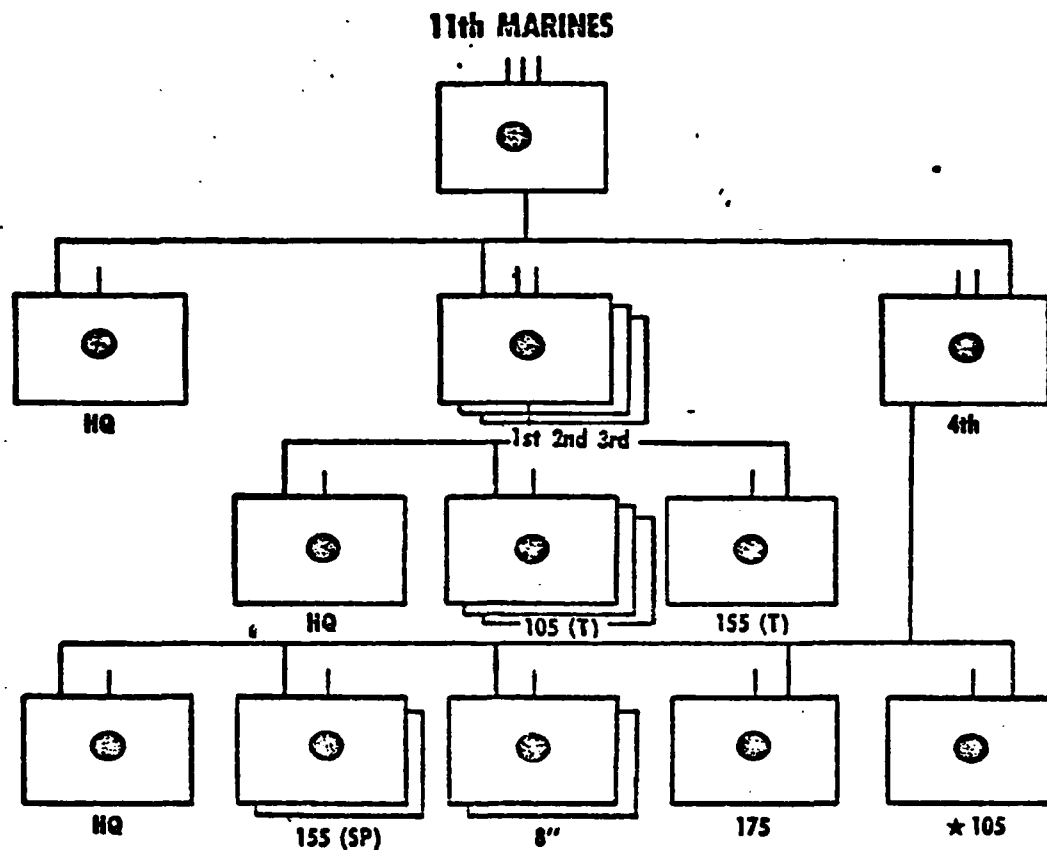 11th MARINES
HQ
4th
1st 2nd 3rd
HQ
105 (T)
155 (T)
HQ
155 (SP)
8"
175
★ 105